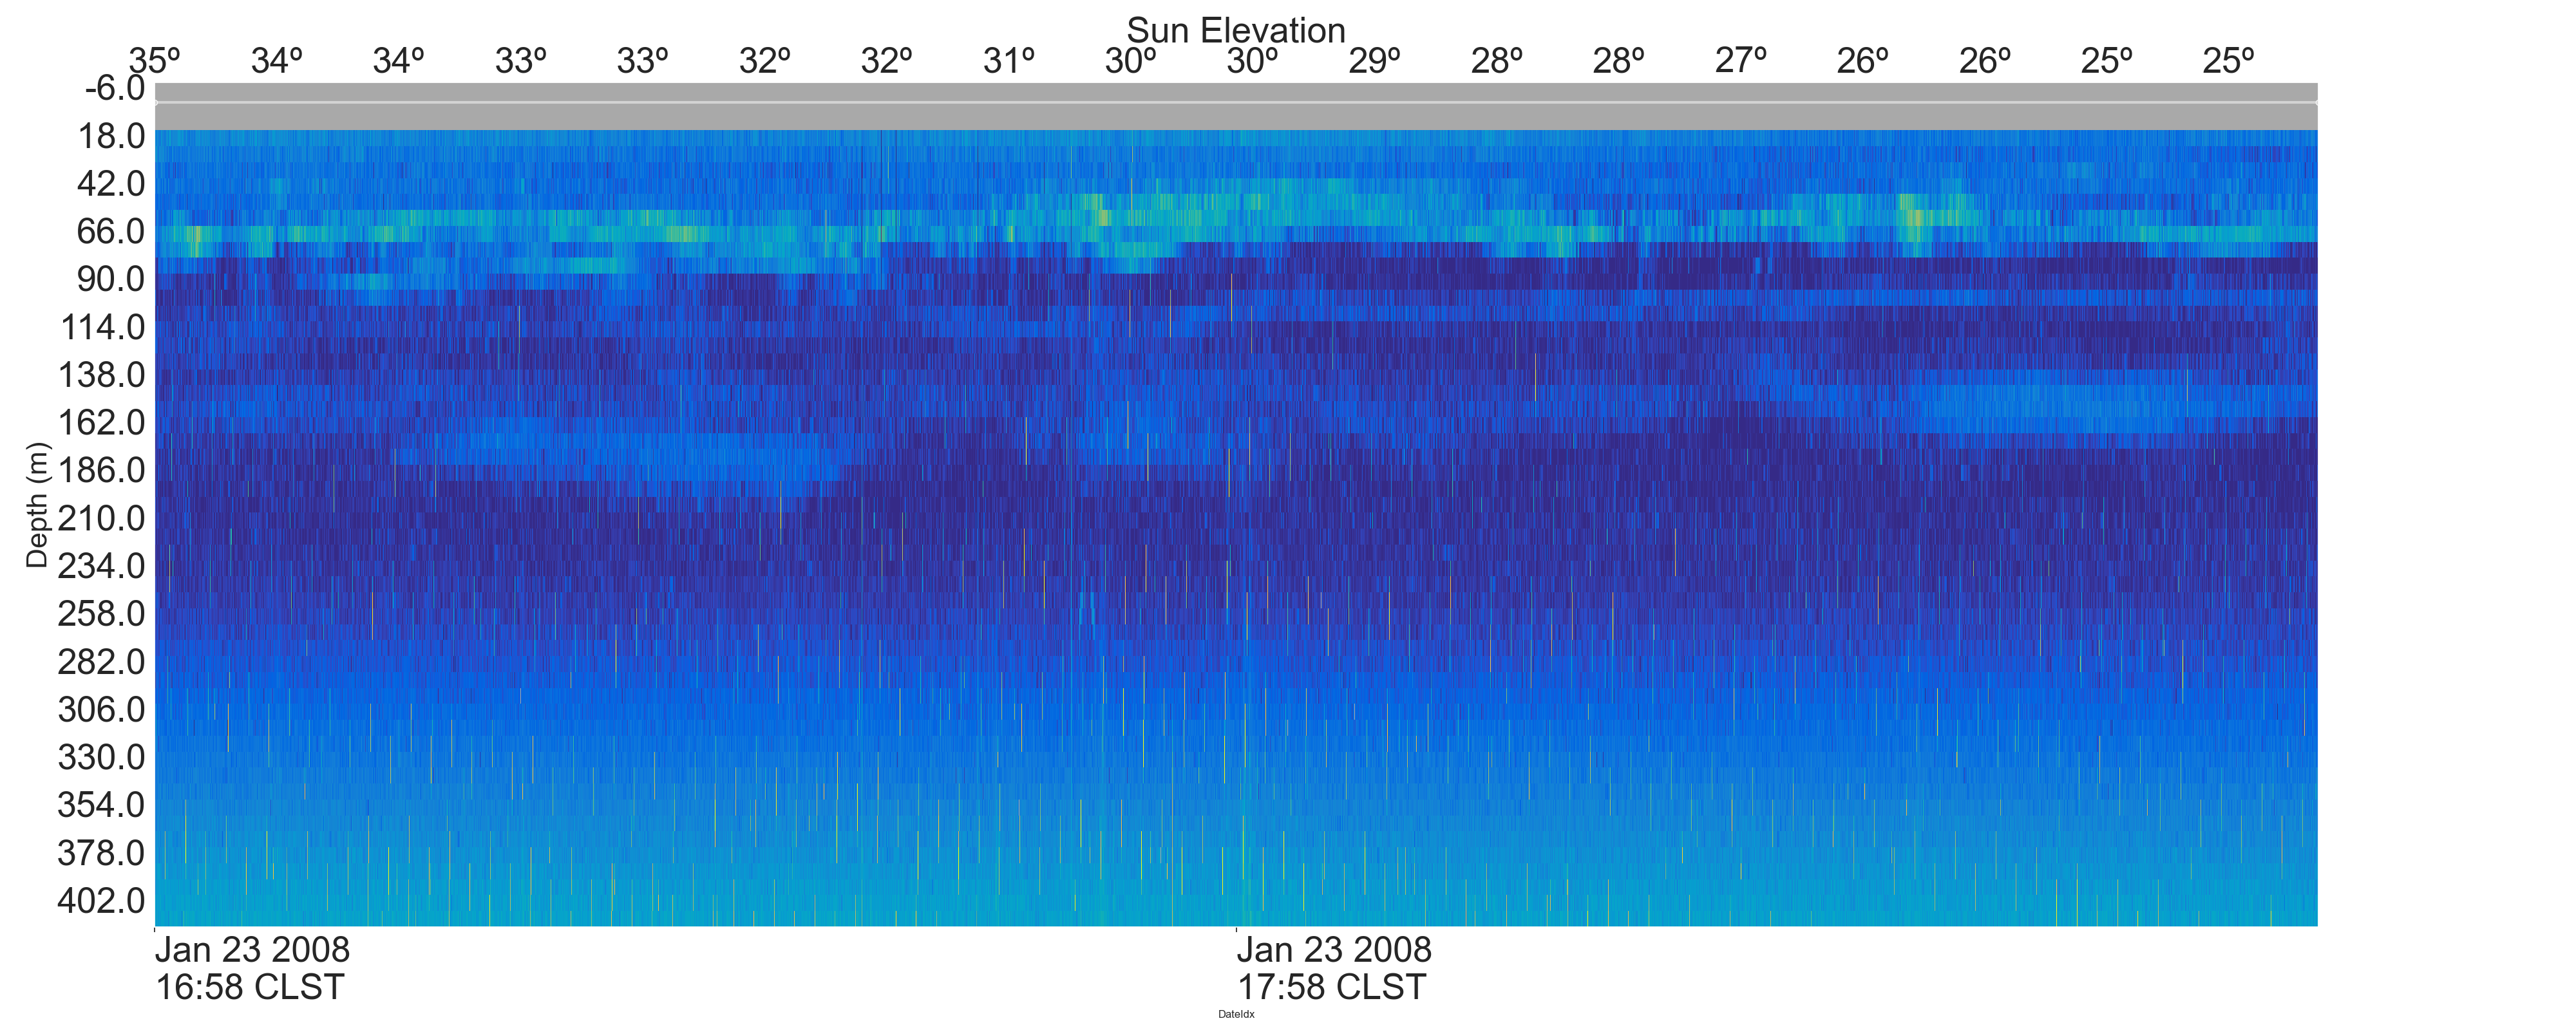 Sun Elevation
35º 34º 34º 33º 33º 32º 32º 31º 30º 30º 29º 28º 28º 27º 26º 26º 25º 25º
-6.0
18.0
42.0
66.0
90.0
114.0
138.0
162.0
186.0
210.0
234.0
258.0
282.0
306.0
330.0
354.0
378.0
402.0
Depth (m)
Jan 23 2008
16:58 CLST
Jan 23 2008
17:58 CLST
DateIdx